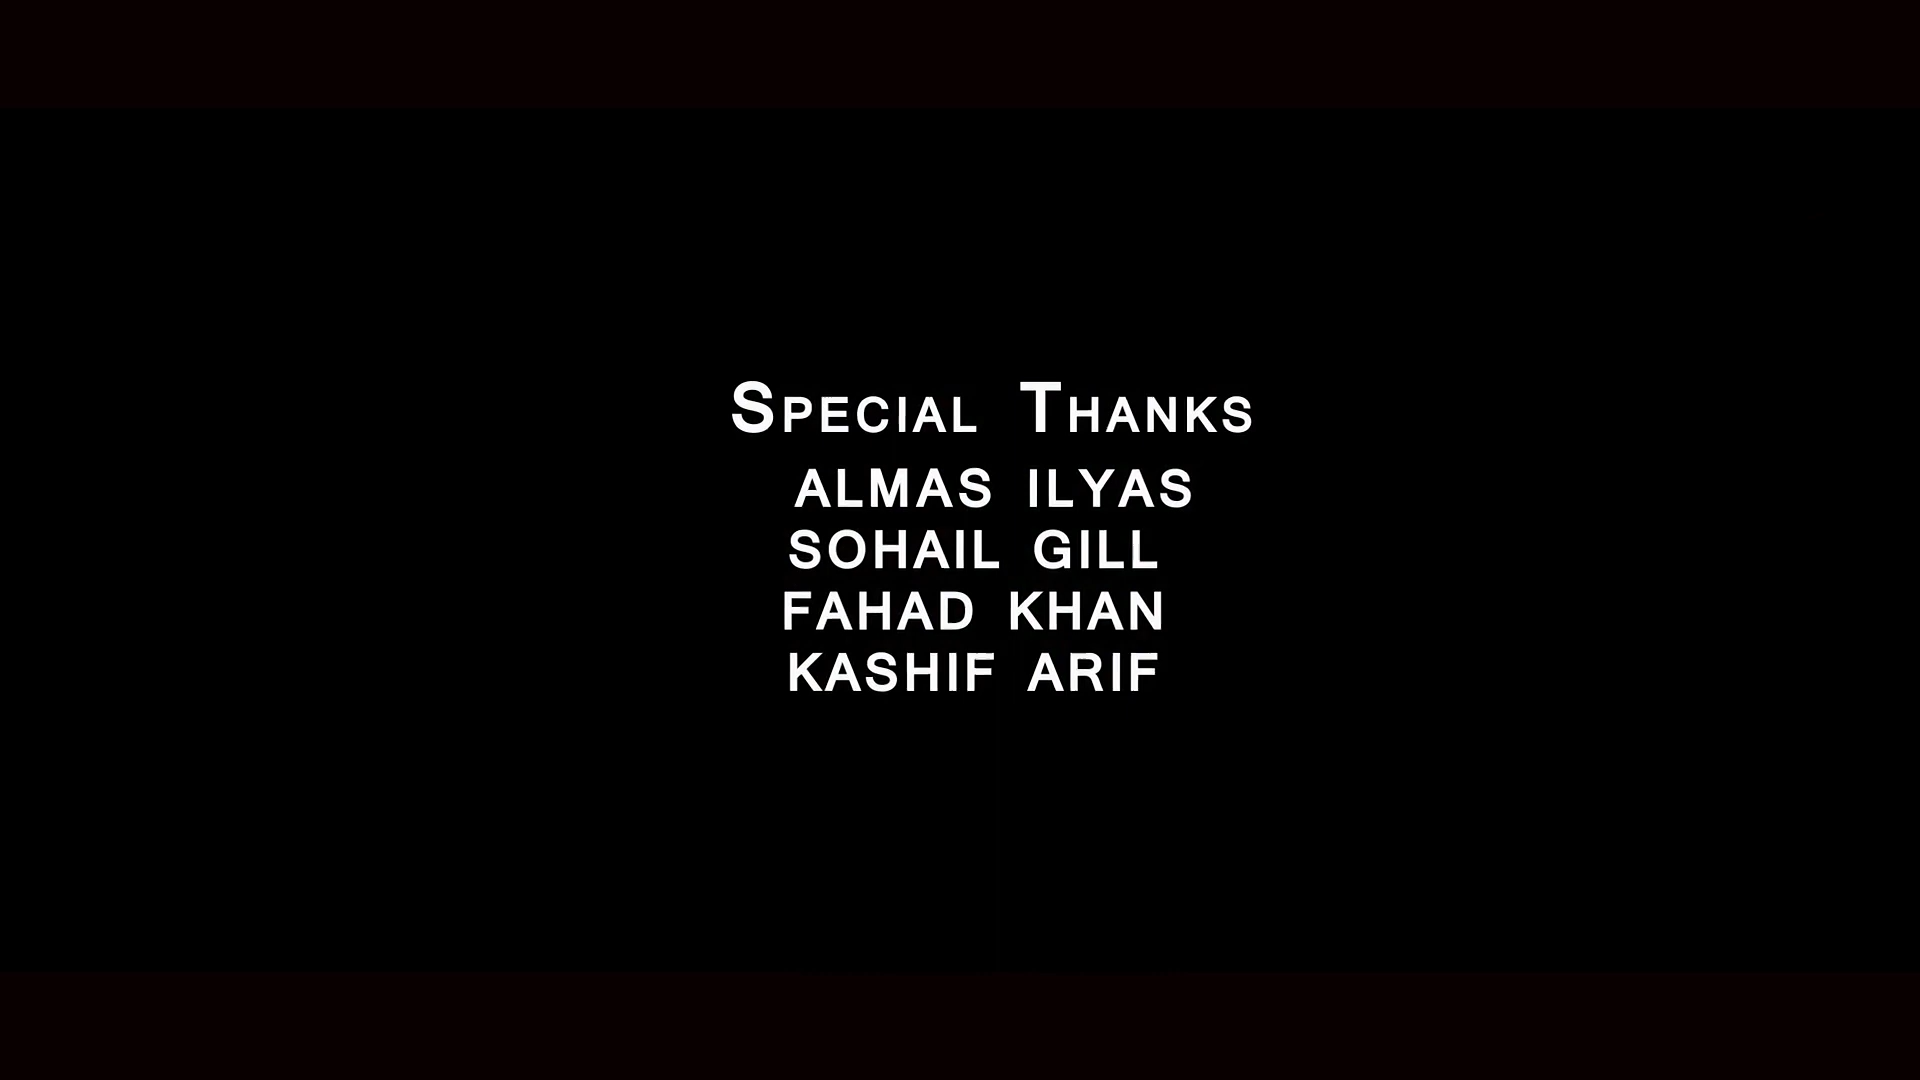 Special Thanks
ALMAS ILYAS
SOHAIL GILL
FAHAD KHAN
KASHIF ARIF